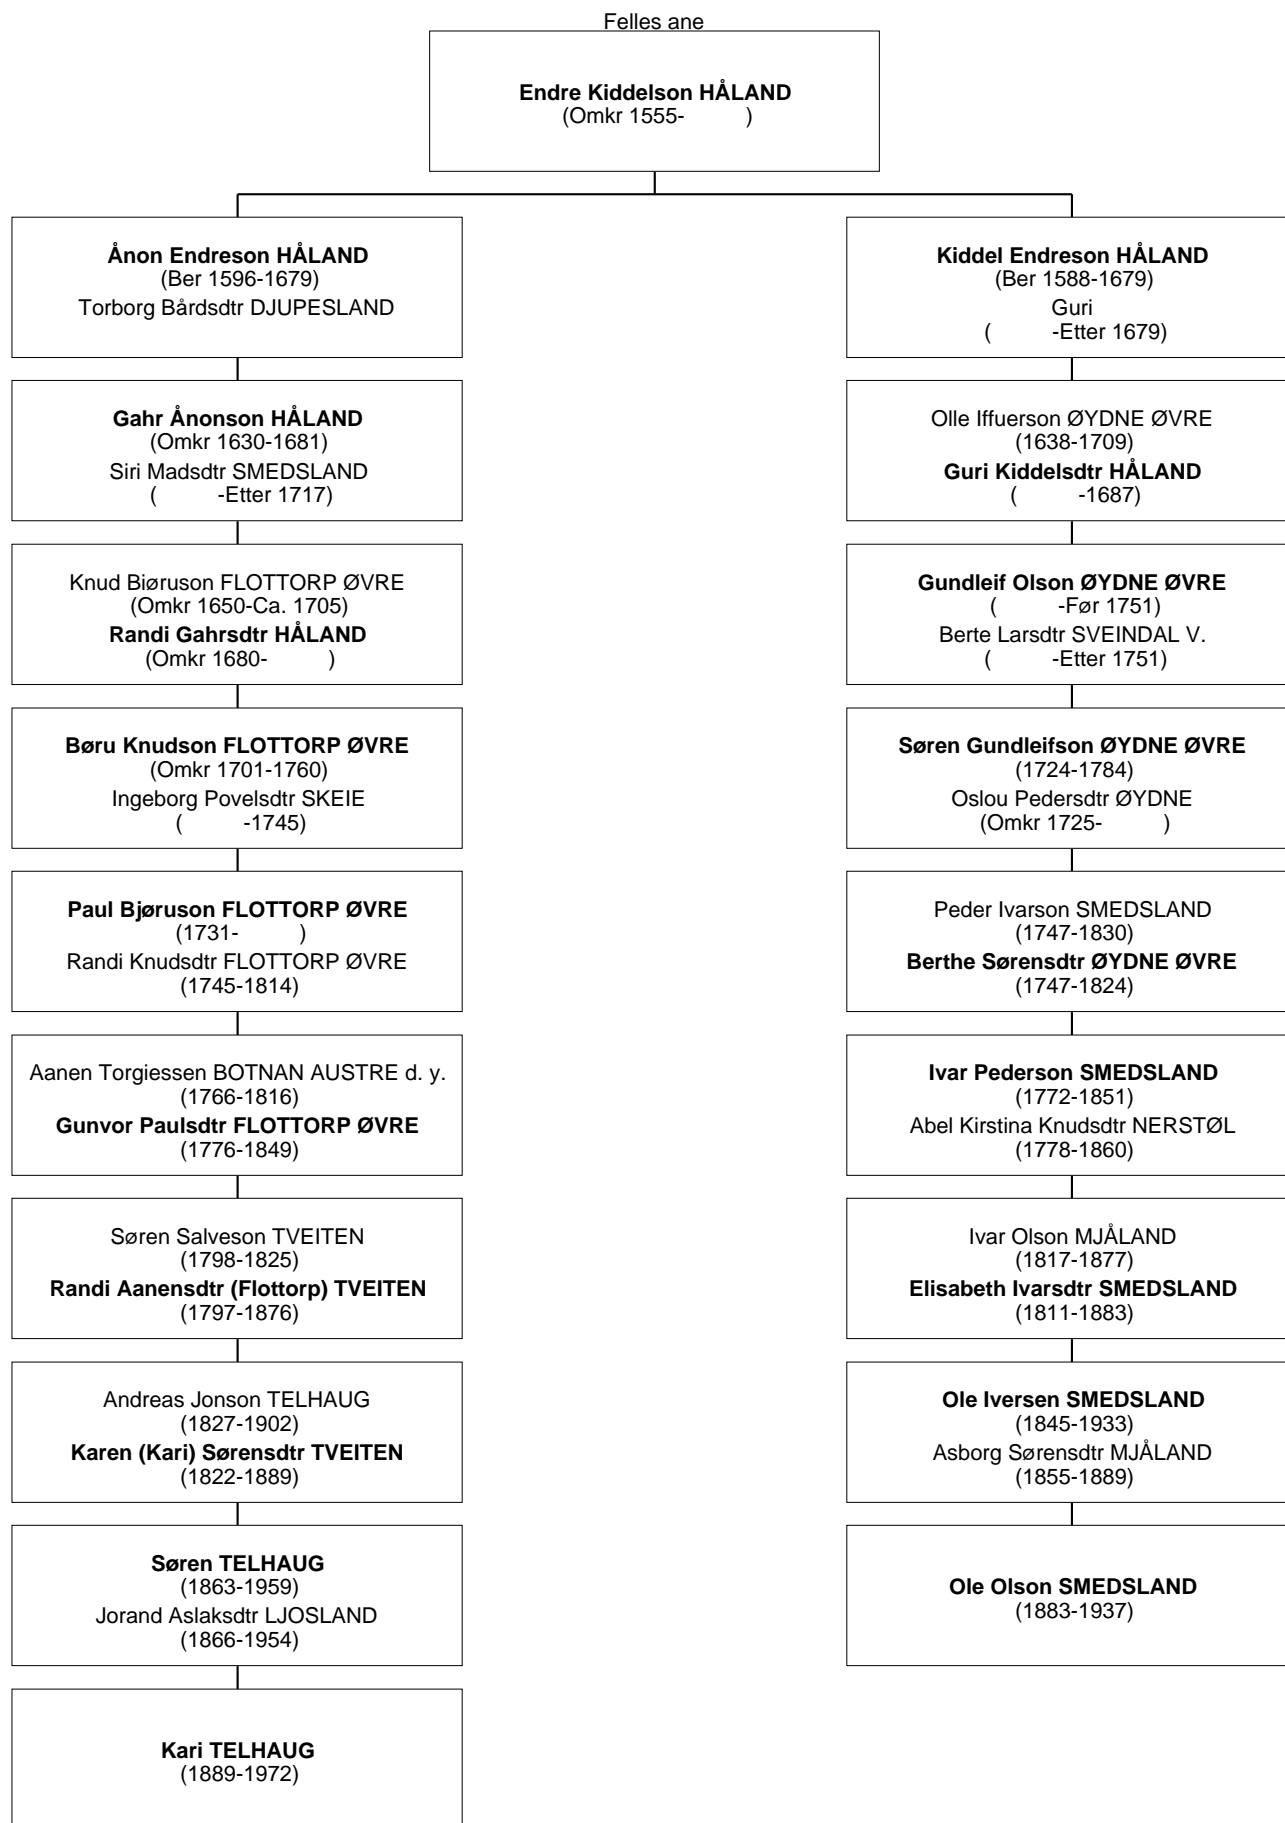 Felles ane
Endre Kiddelson HÅLAND
(Omkr 1555- )
Ånon Endreson HÅLAND
(Ber 1596-1679)
Torborg Bårdsdtr DJUPESLAND
Gahr Ånonson HÅLAND
(Omkr 1630-1681)
Siri Madsdtr SMEDSLAND
( -Etter 1717)
Knud Biøruson FLOTTORP ØVRE
(Omkr 1650-Ca. 1705)
Randi Gahrsdtr HÅLAND
(Omkr 1680- )
Børu Knudson FLOTTORP ØVRE
(Omkr 1701-1760)
Ingeborg Povelsdtr SKEIE
( -1745)
Paul Bjøruson FLOTTORP ØVRE
(1731- )
Randi Knudsdtr FLOTTORP ØVRE
(1745-1814)
Aanen Torgiessen BOTNAN AUSTRE d. y.
(1766-1816)
Gunvor Paulsdtr FLOTTORP ØVRE
(1776-1849)
Søren Salveson TVEITEN
(1798-1825)
Randi Aanensdtr (Flottorp) TVEITEN
(1797-1876)
Andreas Jonson TELHAUG
(1827-1902)
Karen (Kari) Sørensdtr TVEITEN
(1822-1889)
Søren TELHAUG
(1863-1959)
Jorand Aslaksdtr LJOSLAND
(1866-1954)
Kari TELHAUG
(1889-1972)
Kiddel Endreson HÅLAND
(Ber 1588-1679)
Guri
( -Etter 1679)
Olle Iffuerson ØYDNE ØVRE
(1638-1709)
Guri Kiddelsdtr HÅLAND
( -1687)
Gundleif Olson ØYDNE ØVRE
( -Før 1751)
Berte Larsdtr SVEINDAL V.
( -Etter 1751)
Søren Gundleifson ØYDNE ØVRE
(1724-1784)
Oslou Pedersdtr ØYDNE
(Omkr 1725- )
Peder Ivarson SMEDSLAND
(1747-1830)
Berthe Sørensdtr ØYDNE ØVRE
(1747-1824)
Ivar Pederson SMEDSLAND
(1772-1851)
Abel Kirstina Knudsdtr NERSTØL
(1778-1860)
Ivar Olson MJÅLAND
(1817-1877)
Elisabeth Ivarsdtr SMEDSLAND
(1811-1883)
Ole Iversen SMEDSLAND
(1845-1933)
Asborg Sørensdtr MJÅLAND
(1855-1889)
Ole Olson SMEDSLAND
(1883-1937)